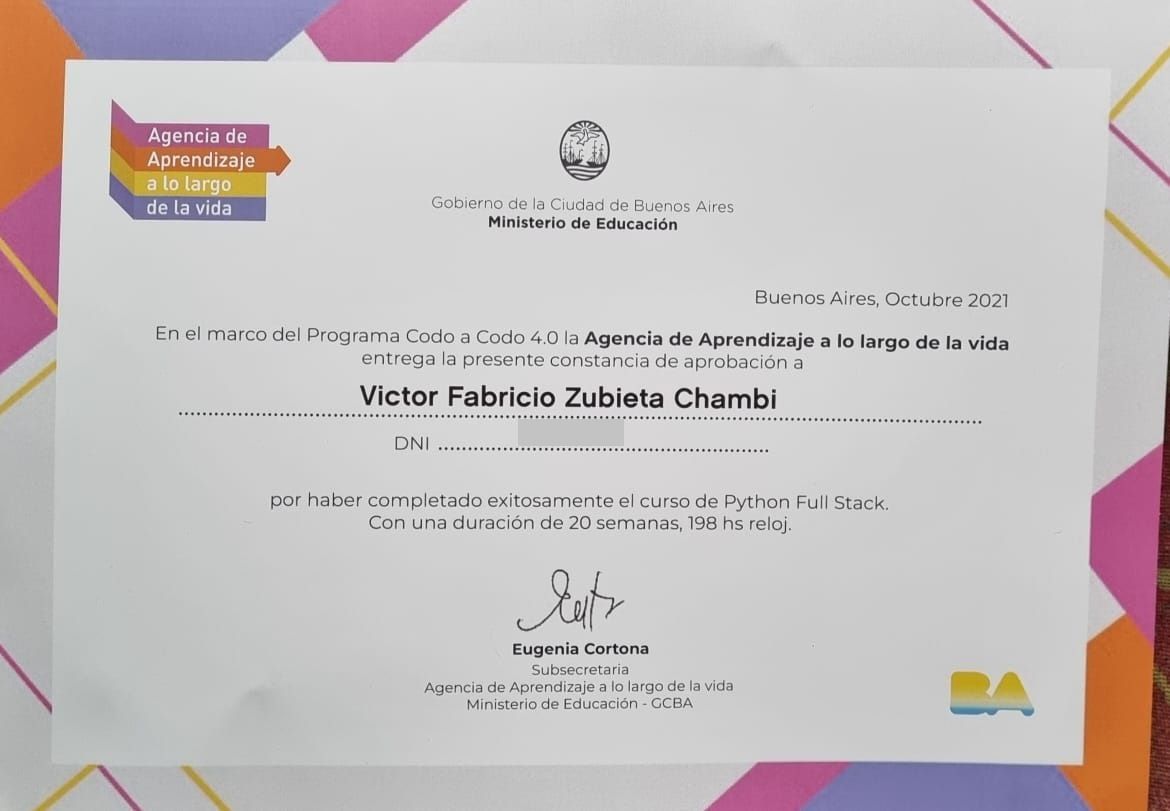 Agencia de
Aprendizaje
a lo largo
de la vida
Gobierno de la Ciudad de Buenos Aires
Ministerio de Educación
Buenos Aires, Octubre 2021
En el marco del Programa Codo a Codo 4.0 la Agencia de Aprendizaje a lo largo de la vida
entrega la presente constancia de aprobación a
Victor Fabricio Zubieta Chambi
DNI
por haber completado exitosamente el curso de Python Full Stack.
Con una duración de 20 semanas, 198 hs reloj.
Eugenia Cortona
Subsecretaria
Agencia de Aprendizaje a lo largo de la vida
Ministerio de Educación - GCBA
BA